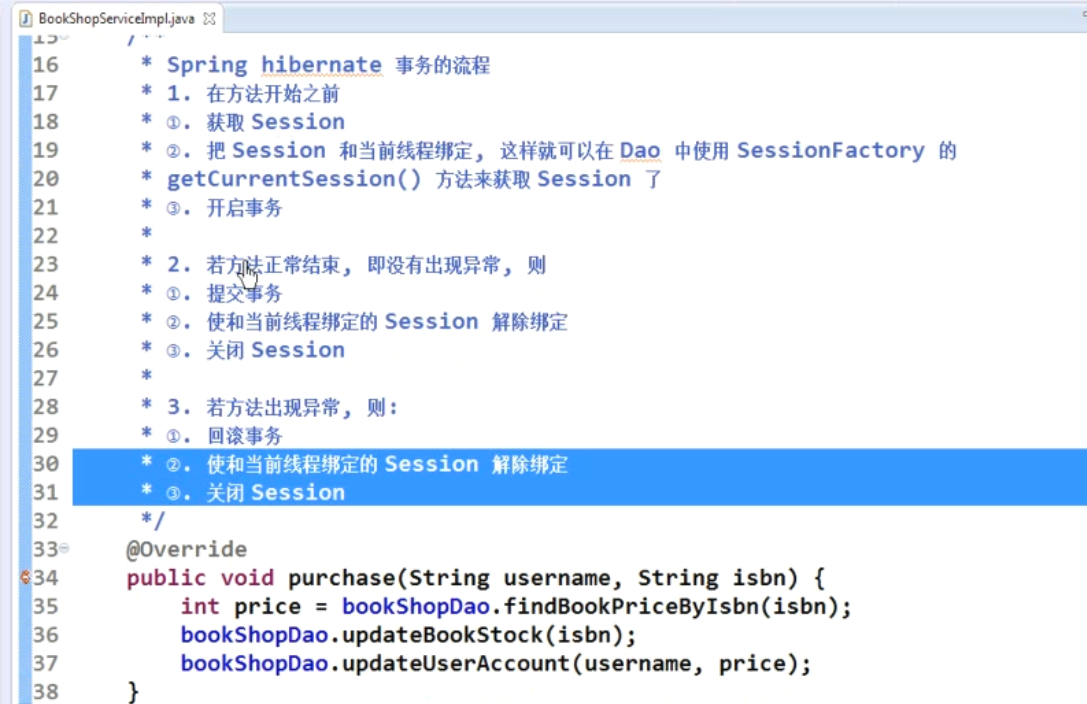 BookShopServiceImpl.java
15 /**
16 * Spring hibernate 事务的流程
17 * 1. 在方法开始之前
18 * ①. 获取 Session
19 * ②. 把 Session 和当前线程绑定, 这样就可以在 Dao 中使用 SessionFactory 的
20 * getCurrentSession() 方法来获取 Session 了
21 * ③. 开启事务
22 *
23 * 2. 若方法正常结束, 即没有出现异常, 则
24 * ①. 提交事务
25 * ②. 使和当前线程绑定的 Session 解除绑定
26 * ③. 关闭 Session
27 *
28 * 3. 若方法出现异常, 则:
29 * ①. 回滚事务
30 * ②. 使和当前线程绑定的 Session 解除绑定
31 * ③. 关闭 Session
32 */
33 @Override
34 public void purchase(String username, String isbn) {
35 int price = bookShopDao.findBookPriceByIsbn(isbn);
36 bookShopDao.updateBookStock(isbn);
37 bookShopDao.updateUserAccount(username, price);
38 }